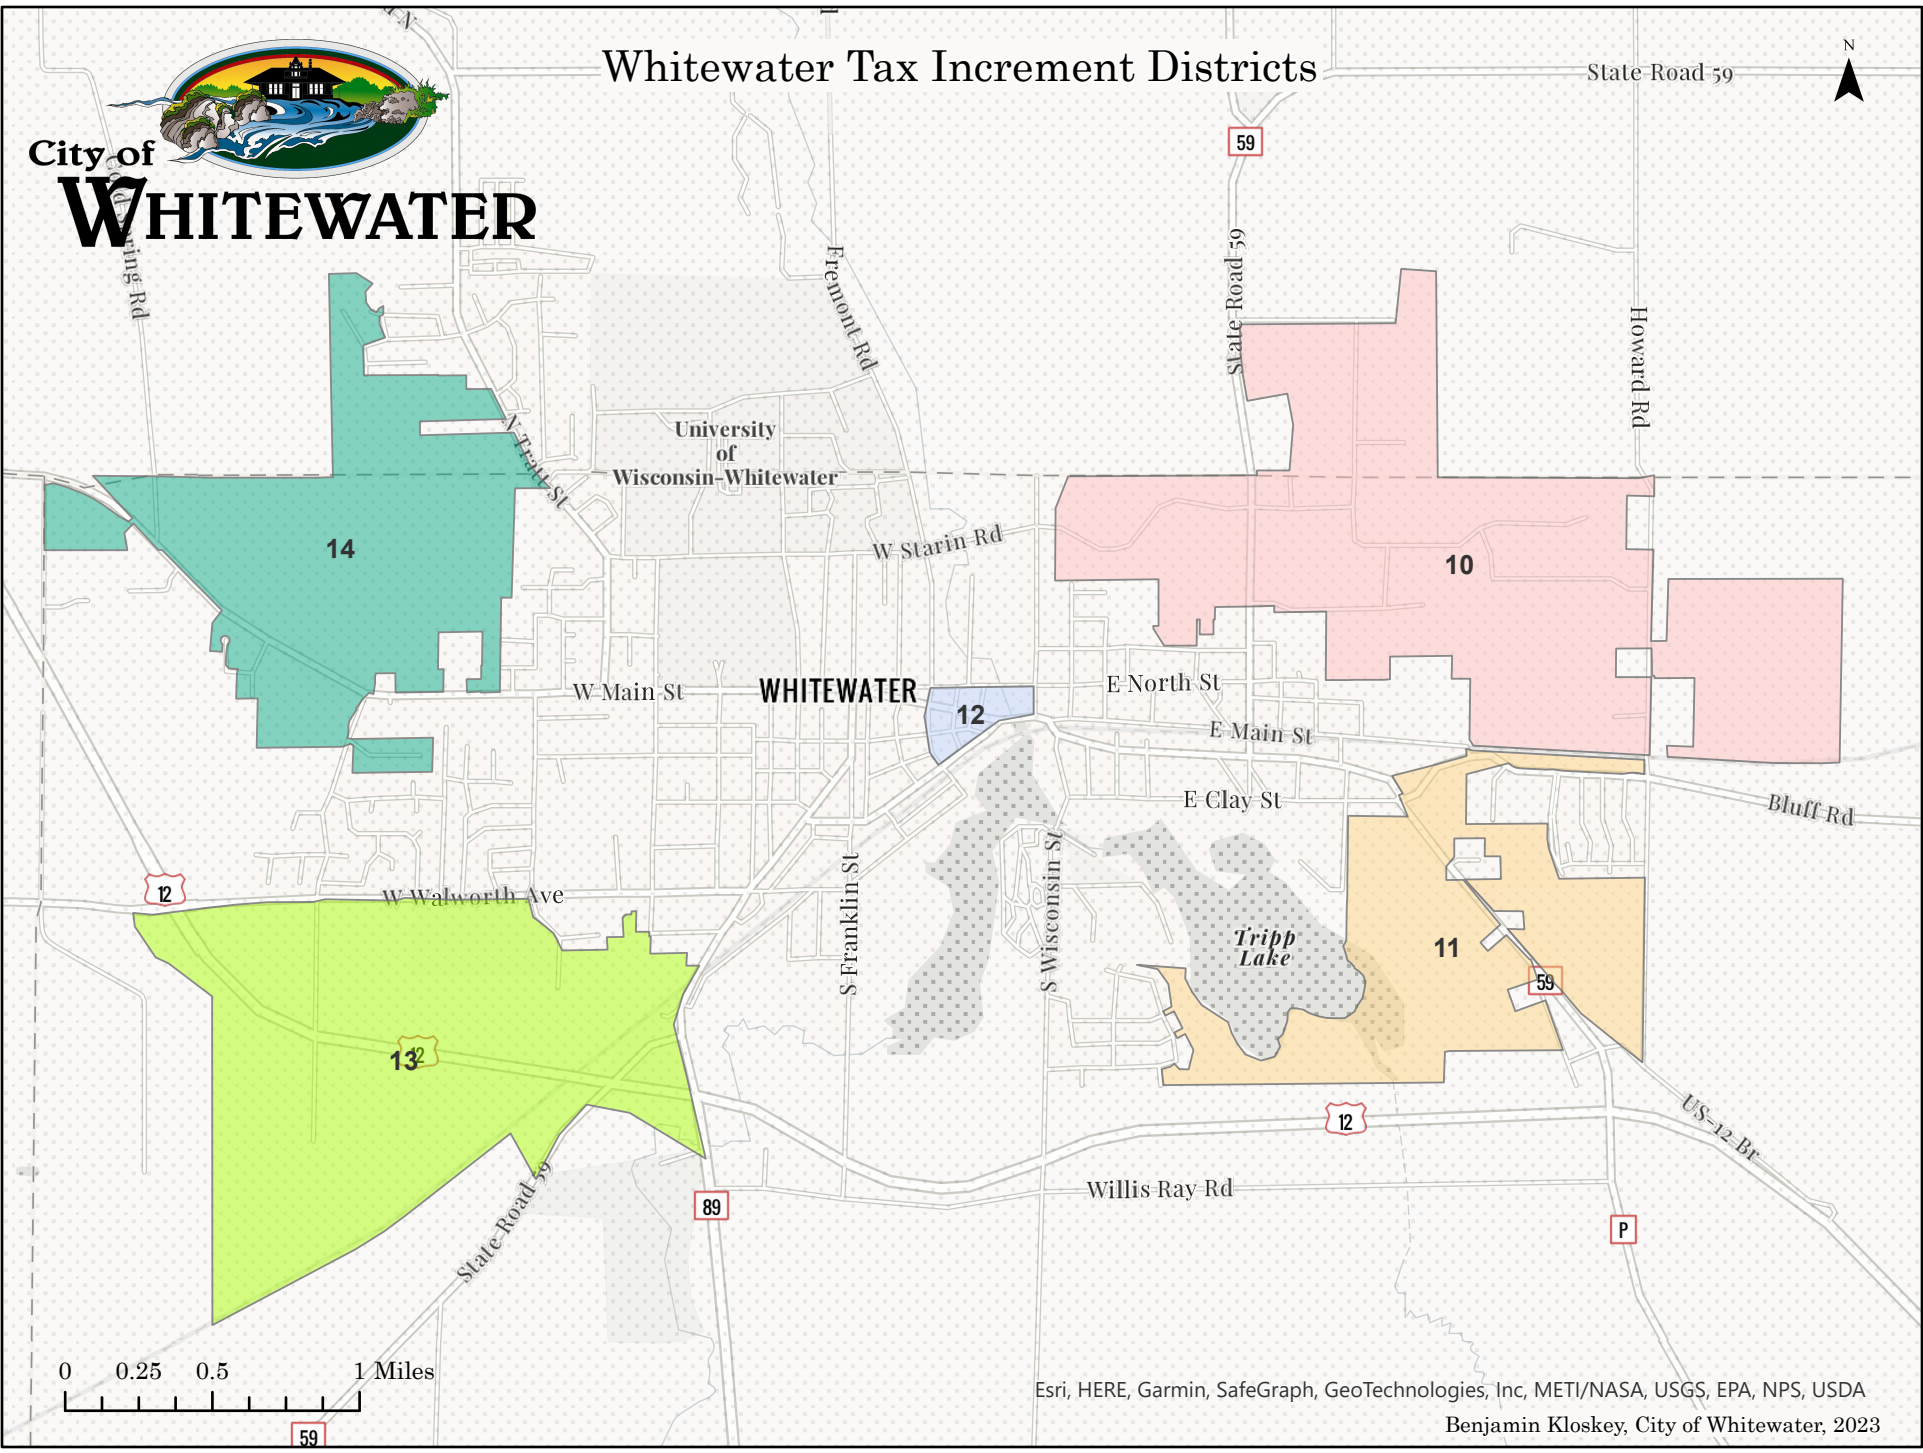 Whitewater Tax Increment Districts
N
State Road 59
City of
WHITEWATER
59
Cold Spring Rd
Fremont Rd
State Road 59
Howard Rd
N Tratt St
University
of
Wisconsin-Whitewater
W Starin Rd
14
10
W Main St
WHITEWATER
12
E North St
E Main St
E Clay St
Bluff Rd
12
W Walworth Ave
S Franklin St
S Wisconsin St
Tripp
Lake
11
59
13
12
12
US-12 Br
State Road 59
89
Willis Ray Rd
P
0 0.25 0.5 1 Miles
59
Esri, HERE, Garmin, SafeGraph, GeoTechnologies, Inc, METI/NASA, USGS, EPA, NPS, USDA
Benjamin Kloskey, City of Whitewater, 2023